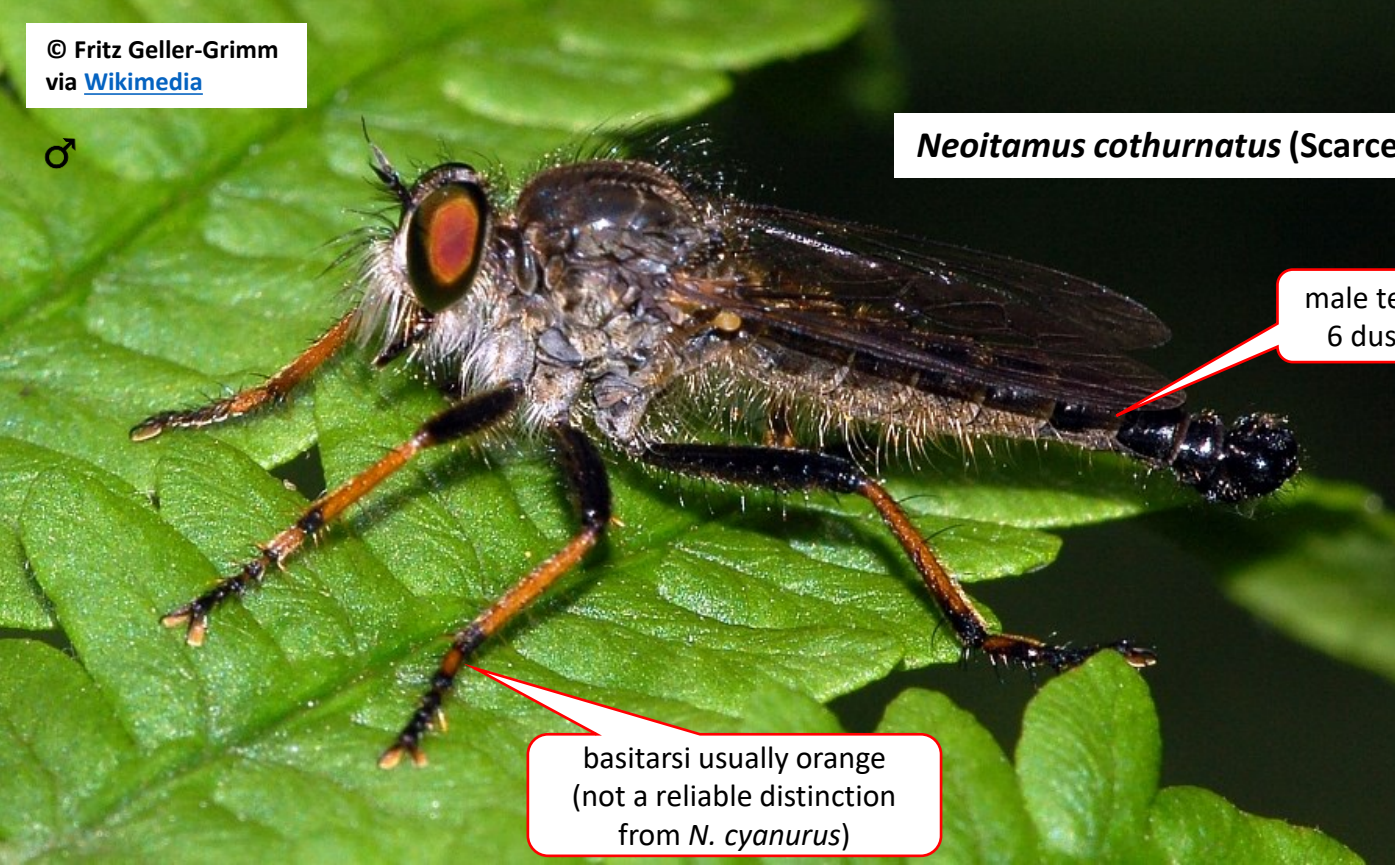 © Fritz Geller-Grimm
via Wikimedia
♂
Neoitamus cothurnatus (Scarce
male te
6 dus
basitarsi usually orange
(not a reliable distinction
from N. cyanurus)